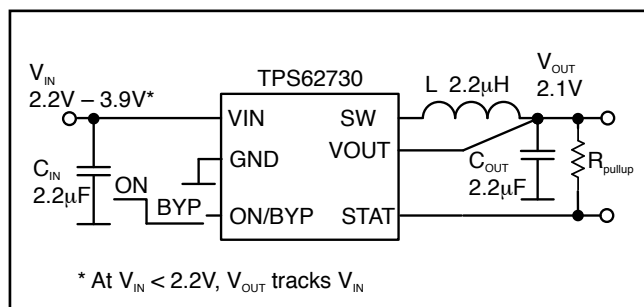 TPS62730
V_IN
2.2V – 3.9V*
VIN
GND
ON/BYP
SW
VOUT
STAT
L 2.2μH
V_OUT
2.1V
C_IN
2.2μF
ON
BYP
C_OUT
2.2μF
R_pullup
* At V_IN < 2.2V, V_OUT tracks V_IN